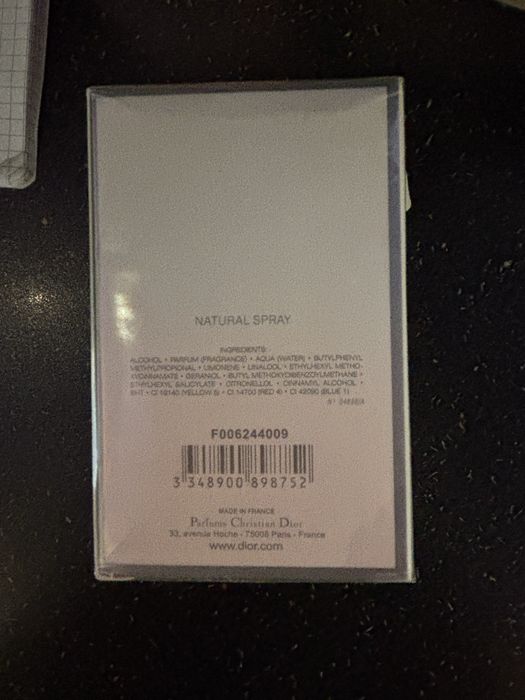 NATURAL SPRAY
INGREDIENTS:
ALCOHOL • PARFUM (FRAGRANCE) • AQUA (WATER) • BUTYLPHENYL
METHYLPROPIONAL • LIMONENE • LINALOOL • ETHYLHEXYL METHO-
XYCINNAMATE • GERANIOL • BUTYL METHOXYDIBENZOYLMETHANE •
ETHYLHEXYL SALICYLATE • CITRONELLOL • CINNAMYL ALCOHOL •
BHT • CI 19140 (YELLOW 5) • CI 14700 (RED 4) • CI 42090 (BLUE 1)
F006244009
3 348900 898752
MADE IN FRANCE
Parfums Christian Dior
33, avenue Hoche - 75008 Paris - France
www.dior.com